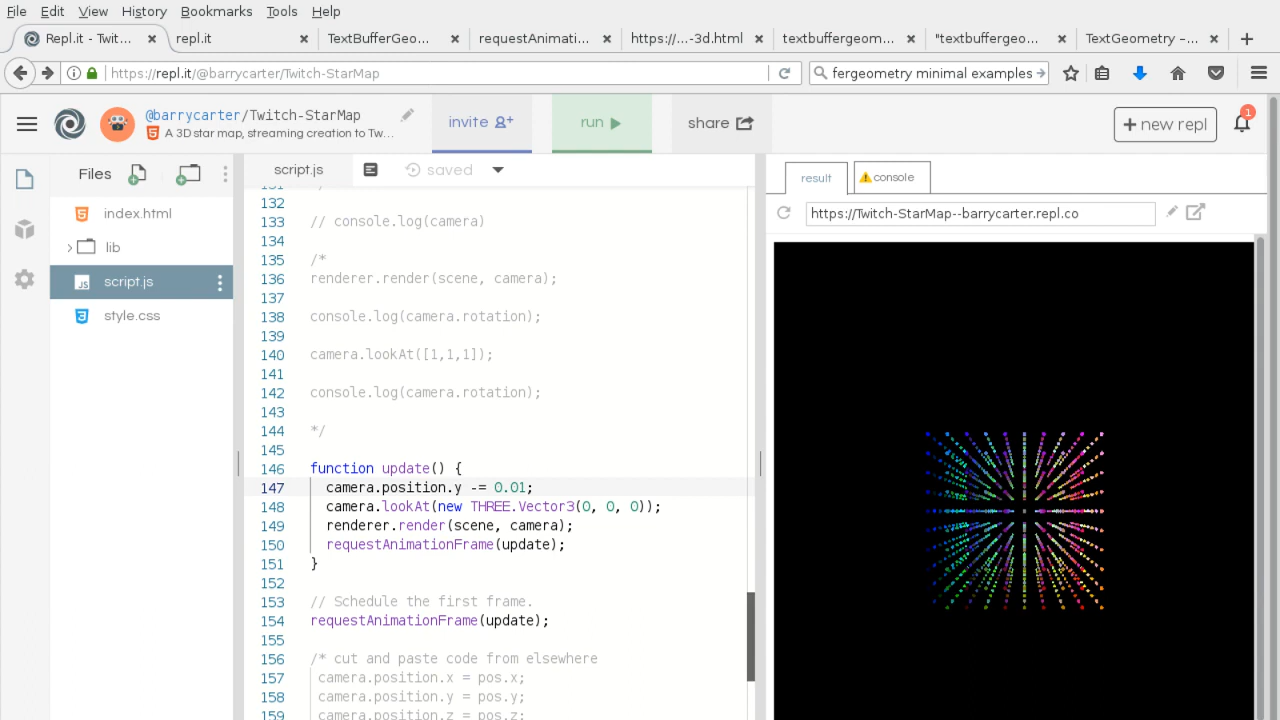 File Edit View History Bookmarks Tools Help
Repl.it - Twit... × repl.it × TextBufferGeo... × requestAnimati... × https://...-3d.html × textbuffergeom... × "textbuffergeo... × TextGeometry –... ×
https://repl.it/@barrycarter/Twitch-StarMap
fergeometry minimal examples
@barrycarter/Twitch-StarMap
A 3D star map, streaming creation to Tw...
invite
run
share
+ new repl
1
Files
index.html
lib
script.js
style.css
script.js
saved
132
133 // console.log(camera)
134
135 /*
136 renderer.render(scene, camera);
137
138 console.log(camera.rotation);
139
140 camera.lookAt([1,1,1]);
141
142 console.log(camera.rotation);
143
144 */
145
146 function update() {
147 camera.position.y -= 0.01;
148 camera.lookAt(new THREE.Vector3(0, 0, 0));
149 renderer.render(scene, camera);
150 requestAnimationFrame(update);
151 }
152
153 // Schedule the first frame.
154 requestAnimationFrame(update);
155
156 /* cut and paste code from elsewhere
157 camera.position.x = pos.x;
158 camera.position.y = pos.y;
159 camera.position.z = pos.z;
result
console
https://Twitch-StarMap--barrycarter.repl.co